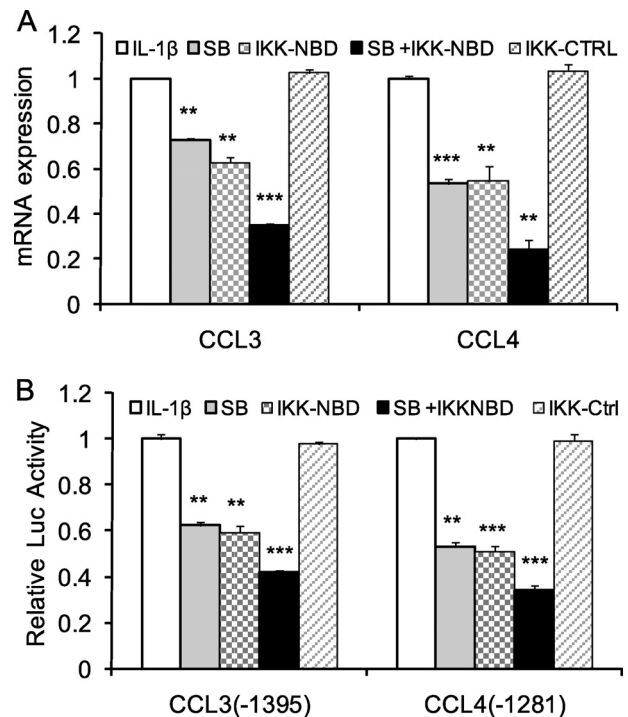 A
1.2
IL-1β SB IKK-NBD SB +IKK-NBD IKK-CTRL
1
0.8
0.6
0.4
0.2
0
mRNA expression
** ** ***
*** ** **
CCL3 CCL4
B
1.2
IL-1β SB IKK-NBD SB +IKKNBD IKK-Ctrl
1
0.8
0.6
0.4
0.2
0
Relative Luc Activity
** ** ***
** *** ***
CCL3(-1395) CCL4(-1281)